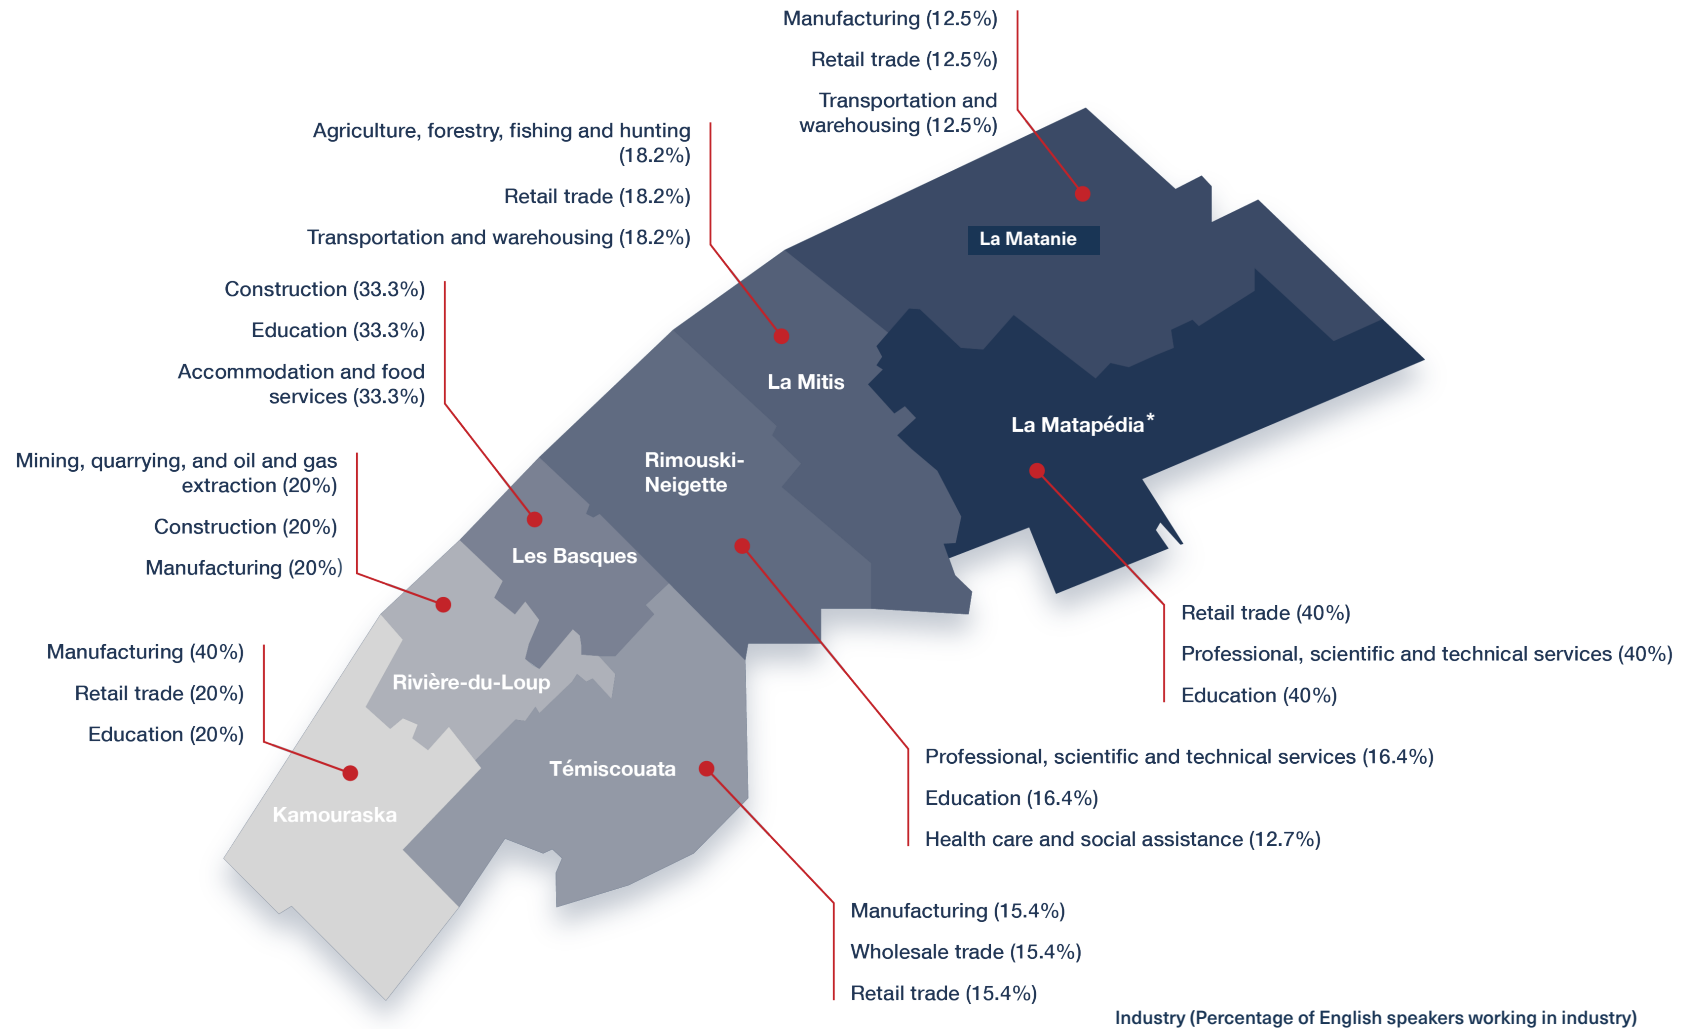 Manufacturing (12.5%)
Retail trade (12.5%)
Transportation and
warehousing (12.5%)
Agriculture, forestry, fishing and hunting
(18.2%)
Retail trade (18.2%)
Transportation and warehousing (18.2%)
La Matanie
Construction (33.3%)
Education (33.3%)
Accommodation and food
services (33.3%)
La Mitis
La Matapédia*
Mining, quarrying, and oil and gas
extraction (20%)
Construction (20%)
Manufacturing (20%)
Rimouski-
Neigette
Les Basques
Manufacturing (40%)
Retail trade (20%)
Education (20%)
Rivière-du-Loup
Retail trade (40%)
Professional, scientific and technical services (40%)
Education (40%)
Témiscouata
Kamouraska
Professional, scientific and technical services (16.4%)
Education (16.4%)
Health care and social assistance (12.7%)
Manufacturing (15.4%)
Wholesale trade (15.4%)
Retail trade (15.4%)
Industry (Percentage of English speakers working in industry)